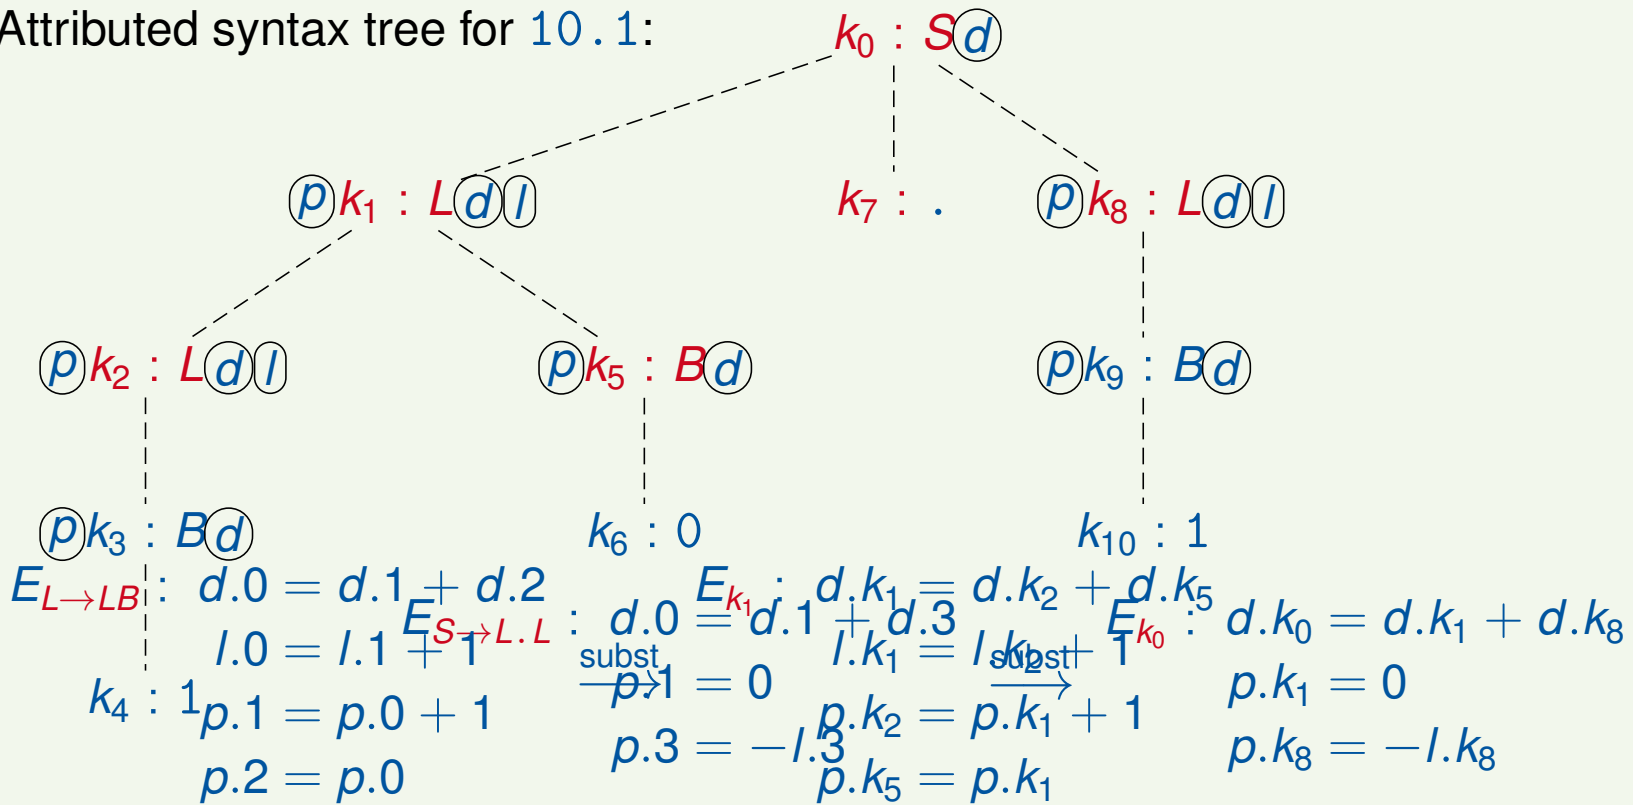 Attributed syntax tree for 10.1:
k₀ : S d
p k₁ : L d l
k₇ : .
p k₈ : L d l
p k₂ : L d l
p k₅ : B d
p k₉ : B d
p k₃ : B d
k₆ : 0
k₁₀ : 1
k₄ : 1
E_{L→LB} : d.0 = d.1 + d.2
l.0 = l.1 + 1
p.1 = p.0 + 1
p.2 = p.0
subst
→
E_{k₁} : d.k₁ = d.k₂ + d.k₅
l.k₁ = l.k₂ + 1
p.k₂ = p.k₁ + 1
p.k₅ = p.k₁
E_{S→L.L} : d.0 = d.1 + d.3
p.1 = 0
p.3 = −l.3
subst
→
E_{k₀} : d.k₀ = d.k₁ + d.k₈
p.k₁ = 0
p.k₈ = −l.k₈